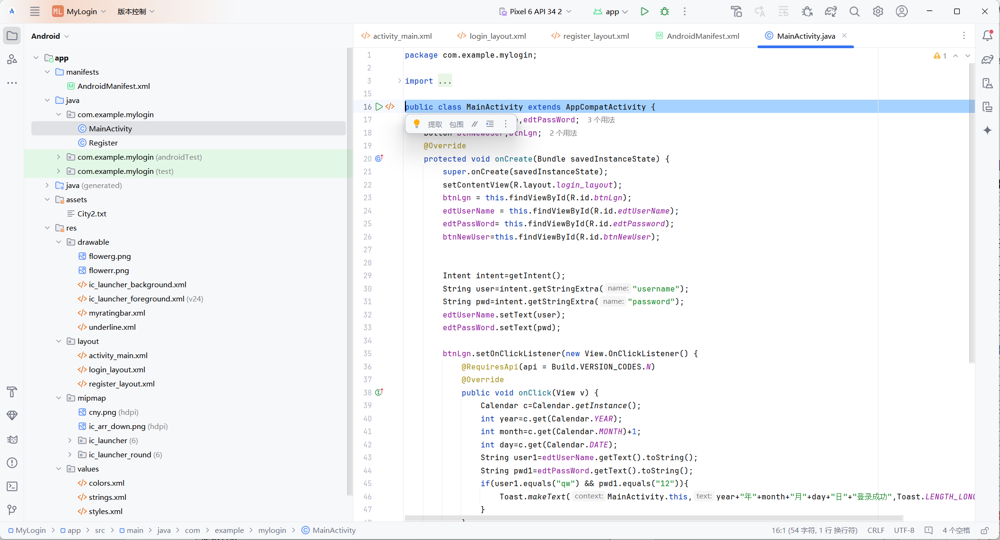 ML MyLogin 版本控制 Pixel 6 API 34 2 app
Android
activity_main.xml login_layout.xml register_layout.xml AndroidManifest.xml MainActivity.java
app
manifests
AndroidManifest.xml
java
com.example.mylogin
MainActivity
Register
com.example.mylogin (androidTest)
com.example.mylogin (test)
java (generated)
assets
City2.txt
res
drawable
flowerg.png
flowerr.png
ic_launcher_background.xml
ic_launcher_foreground.xml (v24)
myratingbar.xml
underline.xml
layout
activity_main.xml
login_layout.xml
register_layout.xml
mipmap
cny.png (hdpi)
ic_arr_down.png (hdpi)
ic_launcher (6)
ic_launcher_round (6)
values
colors.xml
strings.xml
styles.xml
1 package com.example.mylogin;
1
2
3 import ...
15
16 public class MainActivity extends AppCompatActivity {
17 ,edtPassWord; 3 个用法
提取 包围
18 Button btnNewUser,btnLgn; 2 个用法
19 @Override
20 protected void onCreate(Bundle savedInstanceState) {
21 super.onCreate(savedInstanceState);
22 setContentView(R.layout.login_layout);
23 btnLgn = this.findViewById(R.id.btnLgn);
24 edtUserName = this.findViewById(R.id.edtUserName);
25 edtPassWord= this.findViewById(R.id.edtPassword);
26 btnNewUser=this.findViewById(R.id.btnNewUser);
27
28
29 Intent intent=getIntent();
30 String user=intent.getStringExtra( name: "username");
31 String pwd=intent.getStringExtra( name: "password");
32 edtUserName.setText(user);
33 edtPassWord.setText(pwd);
34
35 btnLgn.setOnClickListener(new View.OnClickListener() {
36 @RequiresApi(api = Build.VERSION_CODES.N)
37 @Override
38 public void onClick(View v) {
39 Calendar c=Calendar.getInstance();
40 int year=c.get(Calendar.YEAR);
41 int month=c.get(Calendar.MONTH)+1;
42 int day=c.get(Calendar.DATE);
43 String user1=edtUserName.getText().toString();
44 String pwd1=edtPassWord.getText().toString();
45 if(user1.equals("qw") && pwd1.equals("12")){
46 Toast.makeText( context: MainActivity.this, text: year+"年"+month+"月"+day+"日"+"登录成功",Toast.LENGTH_LONG
47 }
MyLogin app src main java com example mylogin MainActivity 16:1 (54 字符, 1 行 换行符) CRLF UTF-8 4 个空格